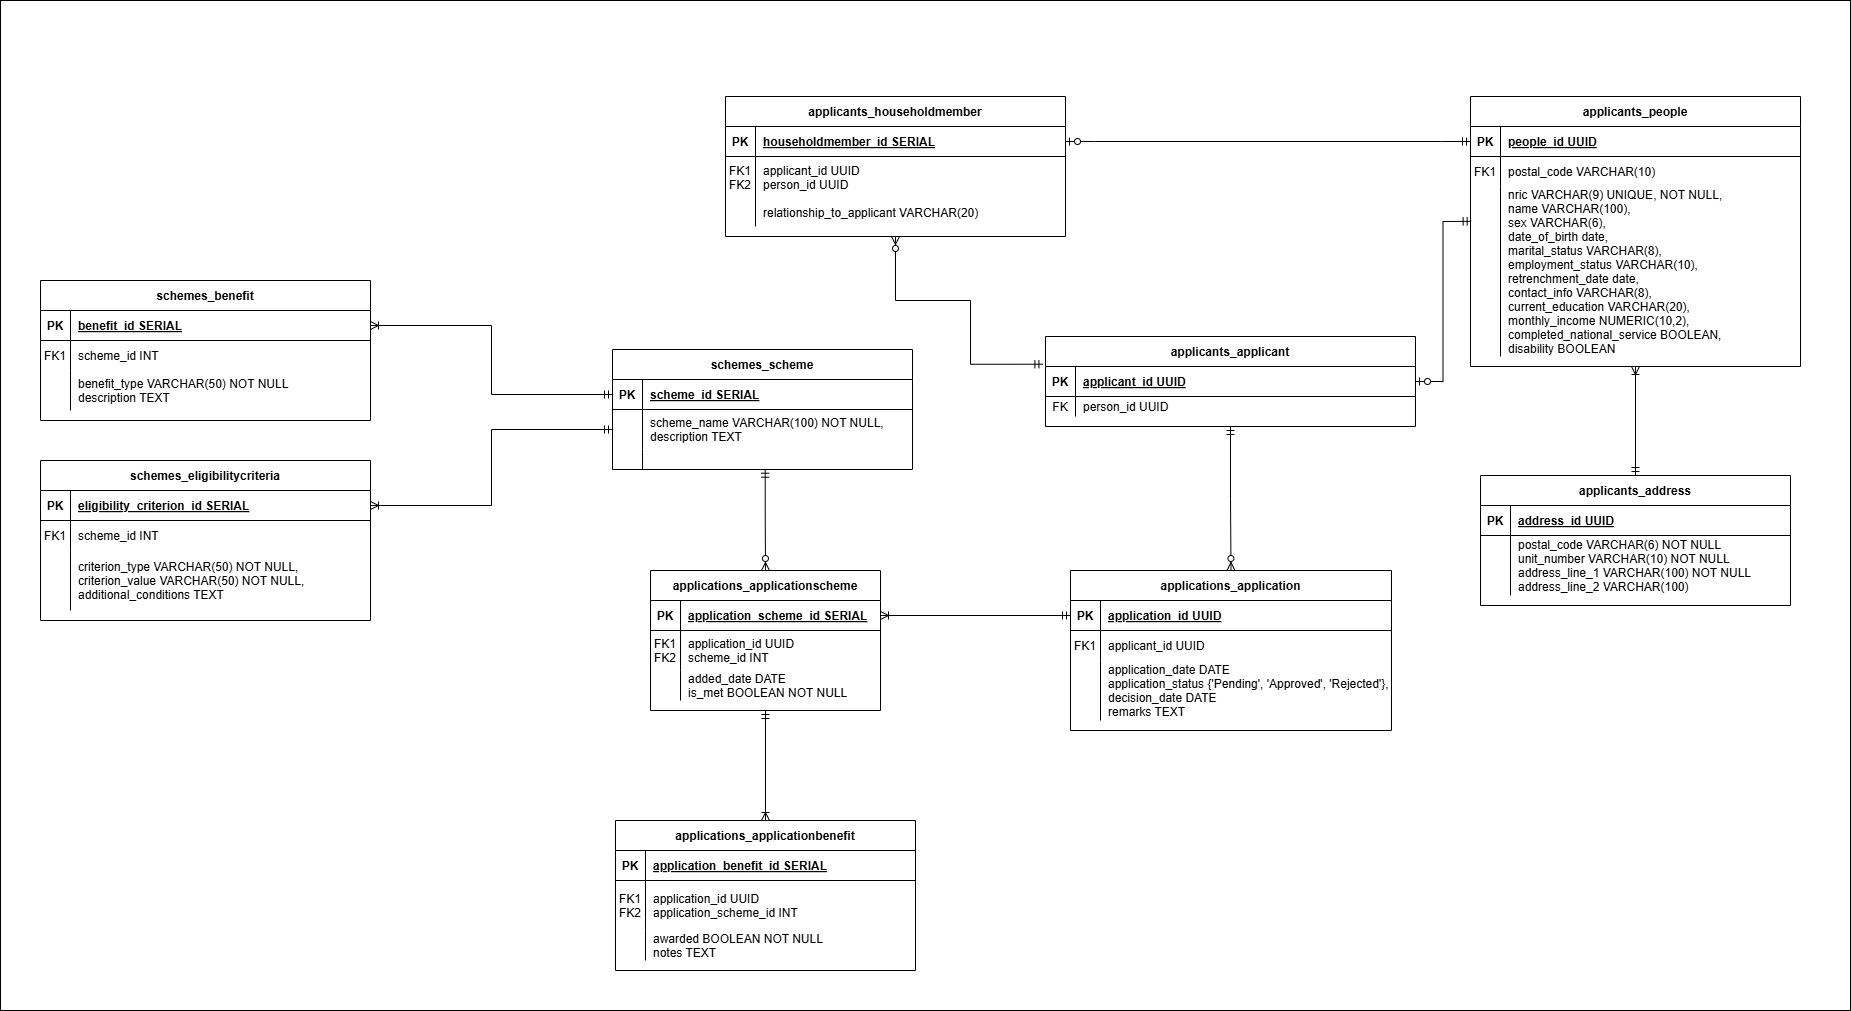 applicants_householdmember
PK householdmember_id SERIAL
FK1 applicant_id UUID
FK2 person_id UUID
relationship_to_applicant VARCHAR(20)
applicants_people
PK people_id UUID
FK1 postal_code VARCHAR(10)
nric VARCHAR(9) UNIQUE, NOT NULL,
name VARCHAR(100),
sex VARCHAR(6),
date_of_birth date,
marital_status VARCHAR(8),
employment_status VARCHAR(10),
retrenchment_date date,
contact_info VARCHAR(8),
current_education VARCHAR(20),
monthly_income NUMERIC(10,2),
completed_national_service BOOLEAN,
disability BOOLEAN
schemes_benefit
PK benefit_id SERIAL
FK1 scheme_id INT
benefit_type VARCHAR(50) NOT NULL
description TEXT
schemes_scheme
PK scheme_id SERIAL
scheme_name VARCHAR(100) NOT NULL,
description TEXT
applicants_applicant
PK applicant_id UUID
FK person_id UUID
schemes_eligibilitycriteria
PK eligibility_criterion_id SERIAL
FK1 scheme_id INT
criterion_type VARCHAR(50) NOT NULL,
criterion_value VARCHAR(50) NOT NULL,
additional_conditions TEXT
applicants_address
PK address_id UUID
postal_code VARCHAR(6) NOT NULL
unit_number VARCHAR(10) NOT NULL
address_line_1 VARCHAR(100) NOT NULL
address_line_2 VARCHAR(100)
applications_applicationscheme
PK application_scheme_id SERIAL
FK1 application_id UUID
FK2 scheme_id INT
added_date DATE
is_met BOOLEAN NOT NULL
applications_application
PK application_id UUID
FK1 applicant_id UUID
application_date DATE
application_status {'Pending', 'Approved', 'Rejected'},
decision_date DATE
remarks TEXT
applications_applicationbenefit
PK application_benefit_id SERIAL
FK1 application_id UUID
FK2 application_scheme_id INT
awarded BOOLEAN NOT NULL
notes TEXT